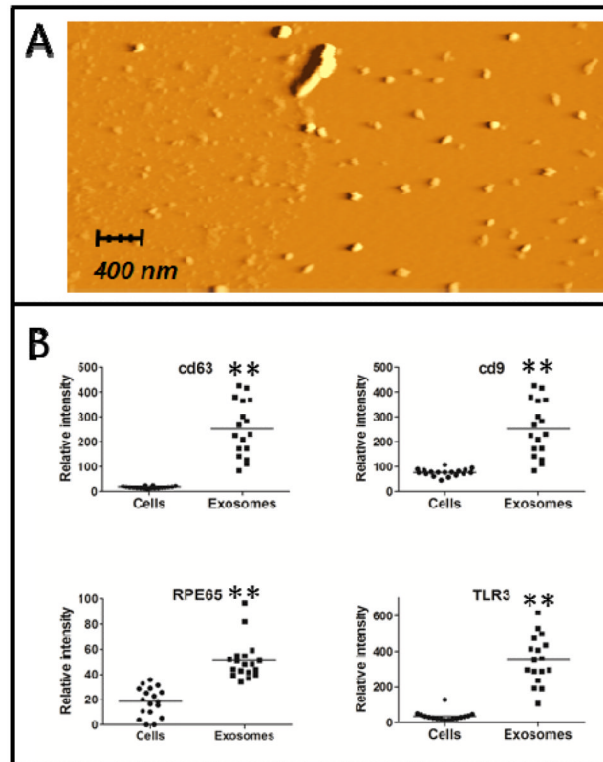 A
400 nm
B
cd63 **
Relative intensity
500
400
300
200
100
0
Cells Exosomes
cd9 **
Relative intensity
500
400
300
200
100
0
Cells Exosomes
RPE65 **
Relative intensity
100
80
60
40
20
0
Cells Exosomes
TLR3 **
Relative intensity
600
400
200
0
Cells Exosomes